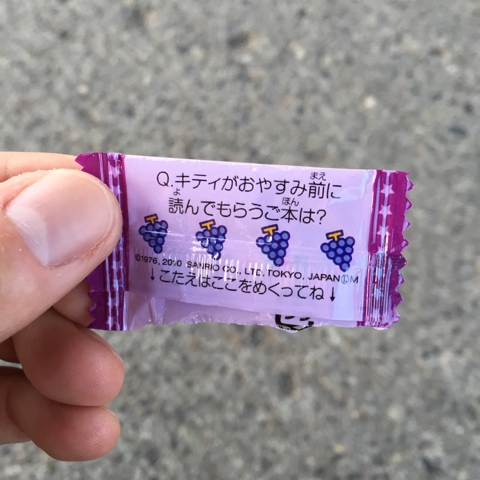 Q.キティがおやすみ前に
読んでもらうご本は?
©1976, 2010 SANRIO CO., LTD. TOKYO, JAPAN Ⓛ M
↓こたえはここをめくってね↓